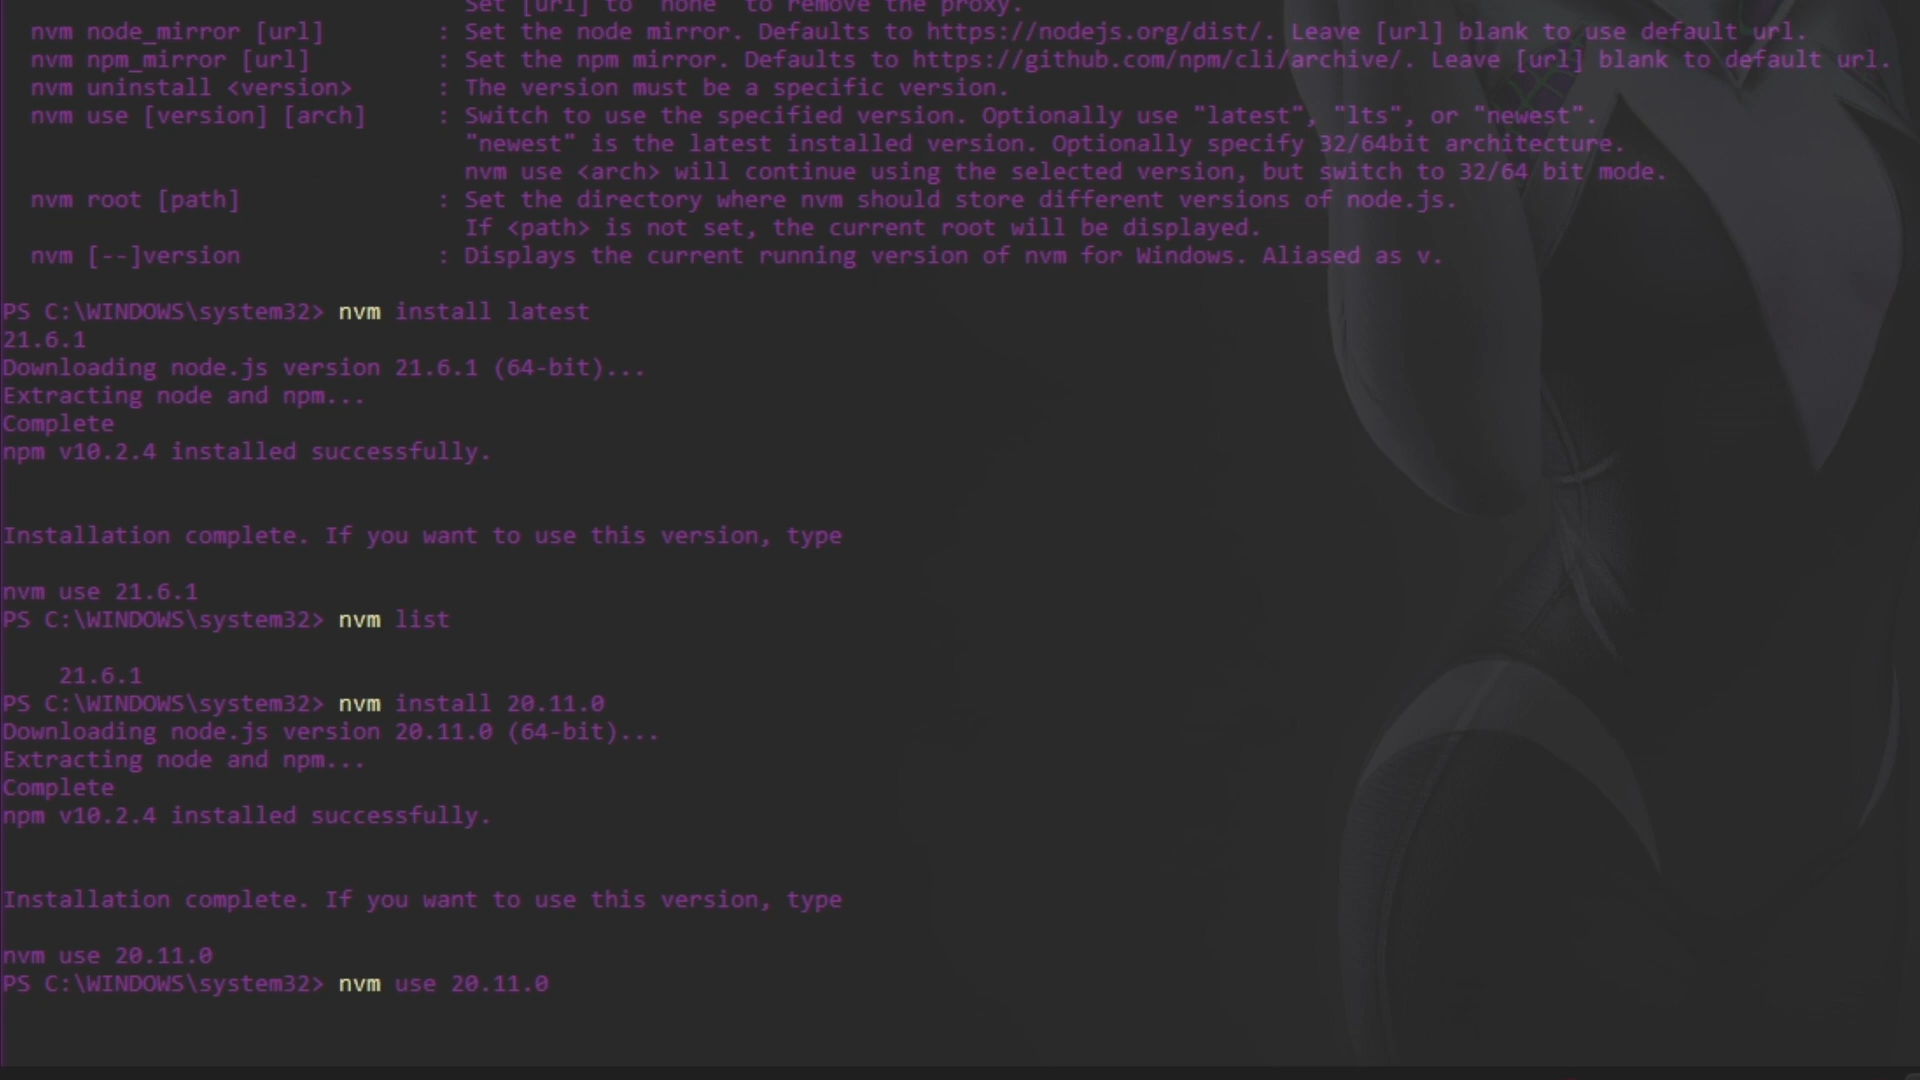 Set [url] to "none" to remove the proxy.
nvm node_mirror [url] : Set the node mirror. Defaults to https://nodejs.org/dist/. Leave [url] blank to use default url.
nvm npm_mirror [url] : Set the npm mirror. Defaults to https://github.com/npm/cli/archive/. Leave [url] blank to default url.
nvm uninstall <version> : The version must be a specific version.
nvm use [version] [arch] : Switch to use the specified version. Optionally use "latest", "lts", or "newest".
"newest" is the latest installed version. Optionally specify 32/64bit architecture.
nvm use <arch> will continue using the selected version, but switch to 32/64 bit mode.
nvm root [path] : Set the directory where nvm should store different versions of node.js.
If <path> is not set, the current root will be displayed.
nvm [--]version : Displays the current running version of nvm for Windows. Aliased as v.
PS C:\WINDOWS\system32> nvm install latest
21.6.1
Downloading node.js version 21.6.1 (64-bit)...
Extracting node and npm...
Complete
npm v10.2.4 installed successfully.
Installation complete. If you want to use this version, type
nvm use 21.6.1
PS C:\WINDOWS\system32> nvm list
21.6.1
PS C:\WINDOWS\system32> nvm install 20.11.0
Downloading node.js version 20.11.0 (64-bit)...
Extracting node and npm...
Complete
npm v10.2.4 installed successfully.
Installation complete. If you want to use this version, type
nvm use 20.11.0
PS C:\WINDOWS\system32> nvm use 20.11.0